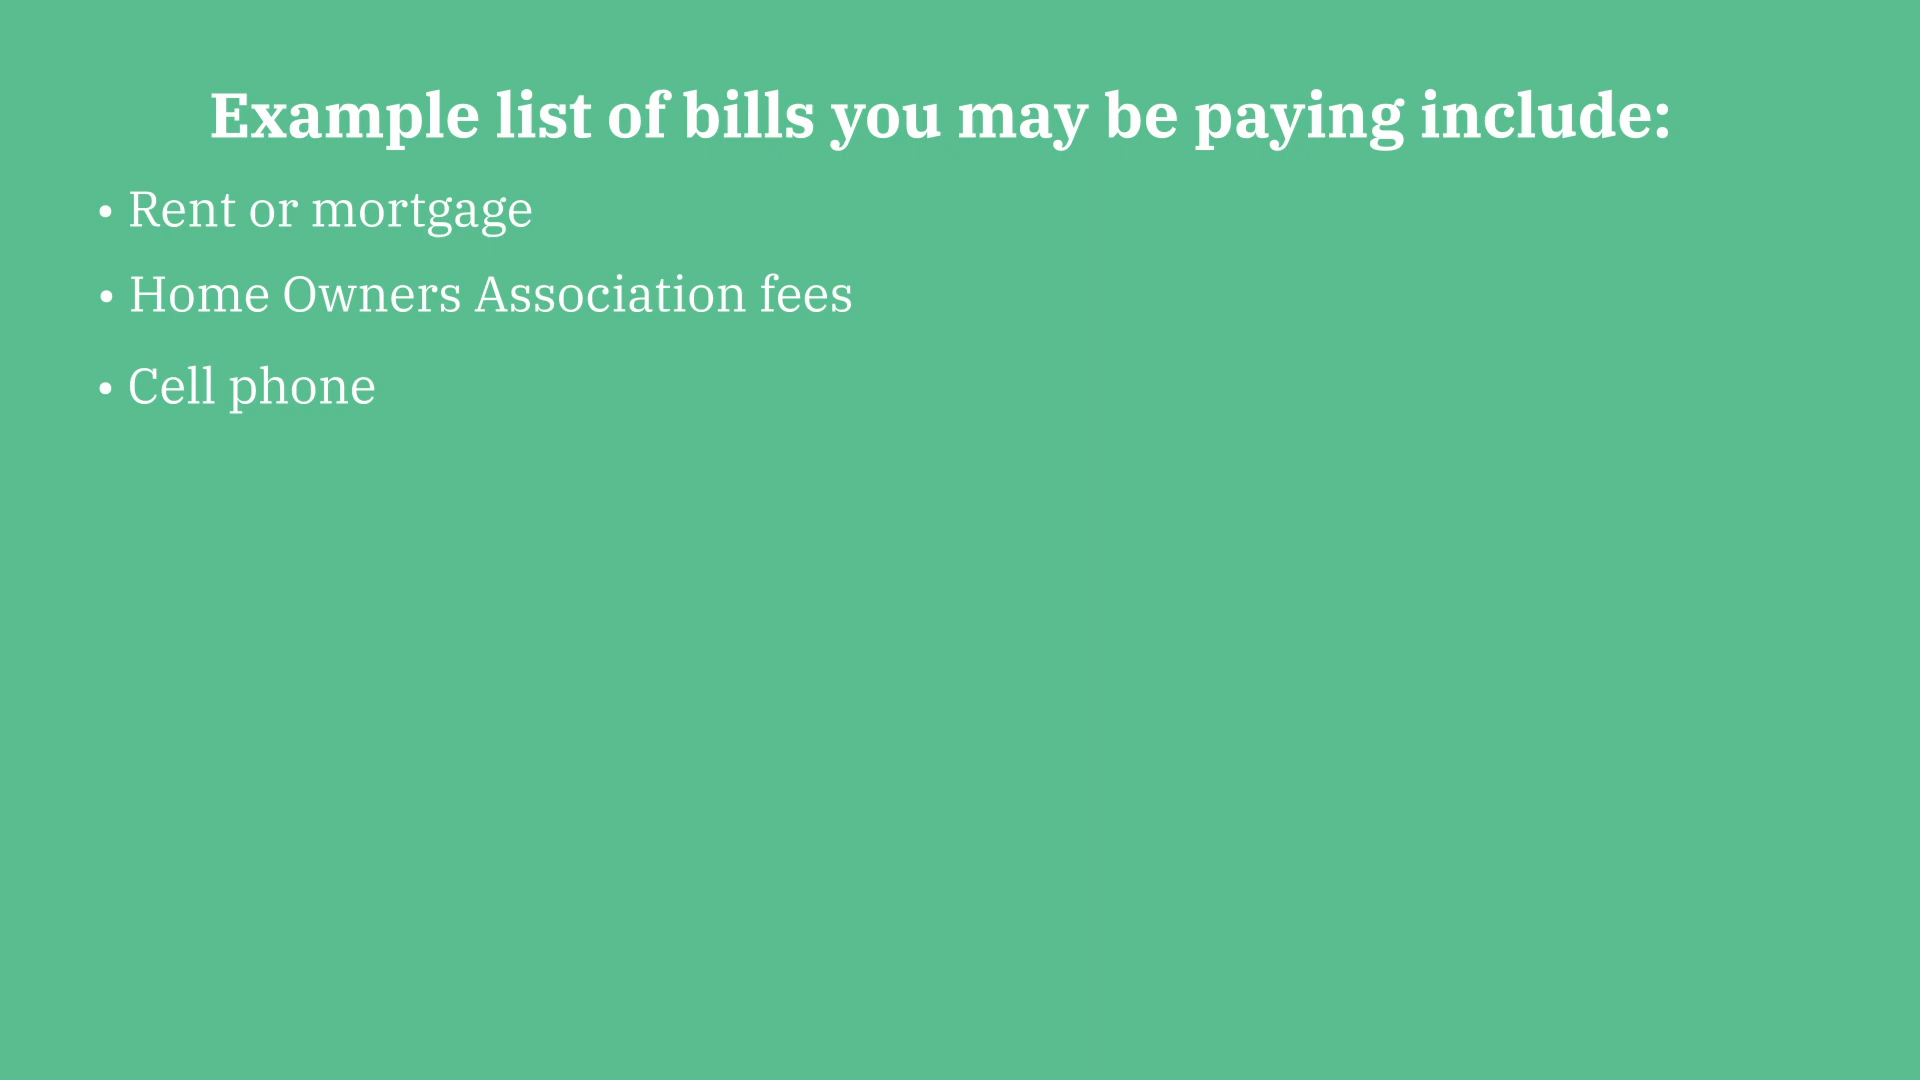 Example list of bills you may be paying include:
• Rent or mortgage
• Home Owners Association fees
• Cell phone